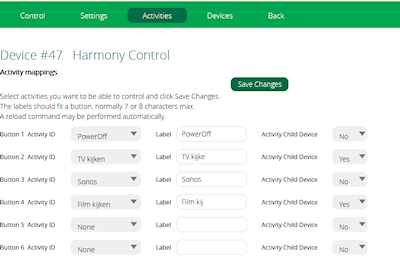 Control Settings Activities Devices Back
Device #47 Harmony Control
Activity mappings
Save Changes
Select activities you want to be able to control and click Save Changes.
The labels should fit a button, normally 7 or 8 characters max.
A reload command may be performed automatically.
Button 1 Activity ID PowerOff Label PowerOff Activity Child Device No
Button 2 Activity ID TV kijken Label TV kijke Activity Child Device Yes
Button 3 Activity ID Sonos Label Sonos Activity Child Device No
Button 4 Activity ID Film kijken Label Film kij Activity Child Device Yes
Button 5 Activity ID None Label Activity Child Device No
Button 6 Activity ID None Label Activity Child Device No